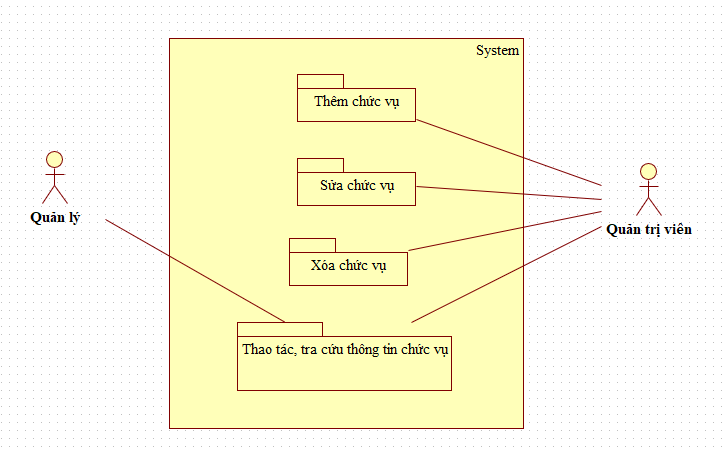 System
Thêm chức vụ
Sửa chức vụ
Quản lý
Quản trị viên
Xóa chức vụ
Thao tác, tra cứu thông tin chức vụ